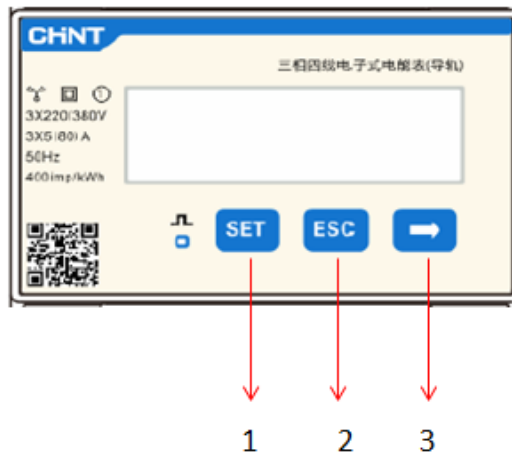 CHNT
三相四线电子式电能表(导轨)
3X220/380V
3X5(80)A
50Hz
400imp/kWh
SET
ESC
1
2
3